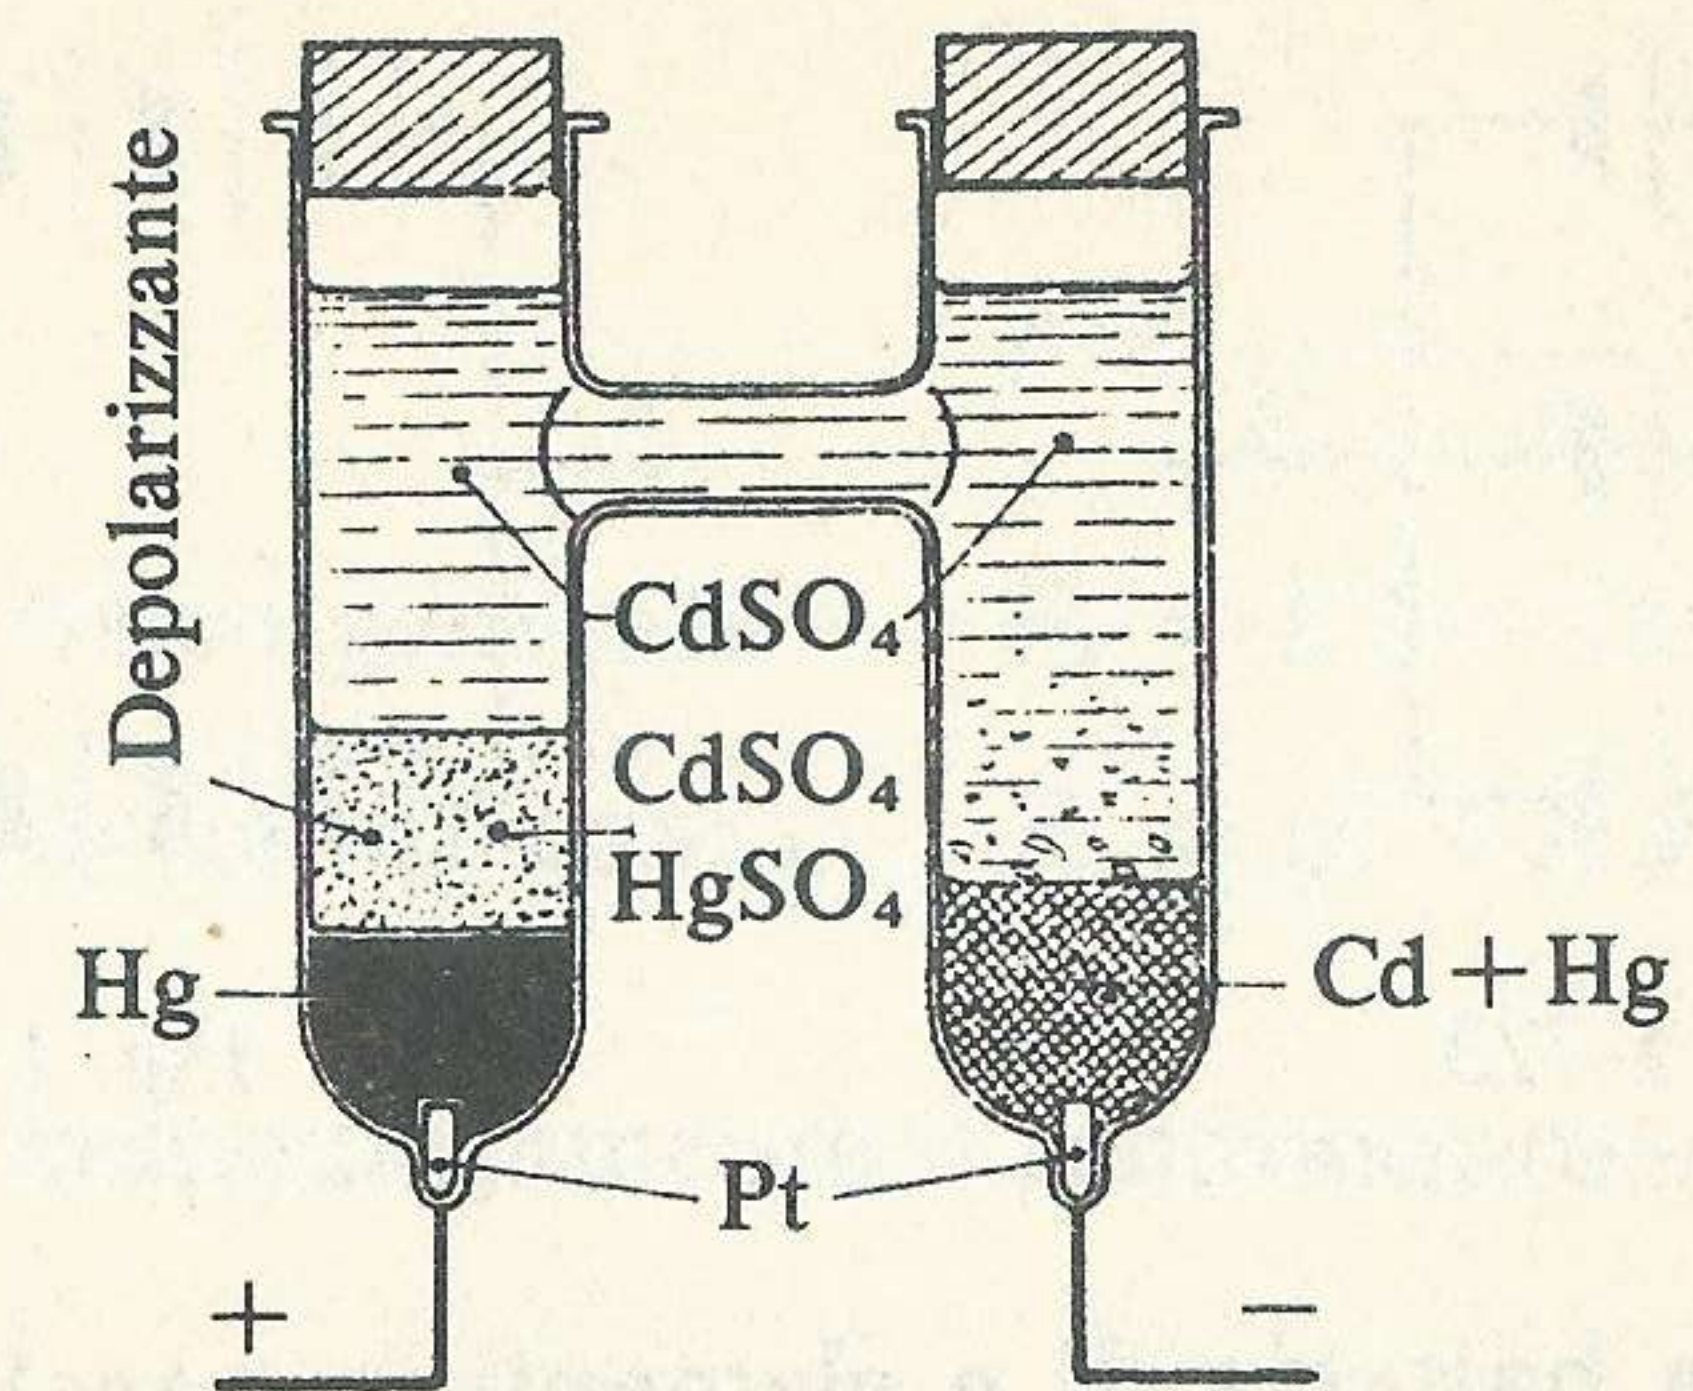 Depolarizzante
CdSO₄
CdSO₄
HgSO₄
Hg
Cd + Hg
Pt
+
−